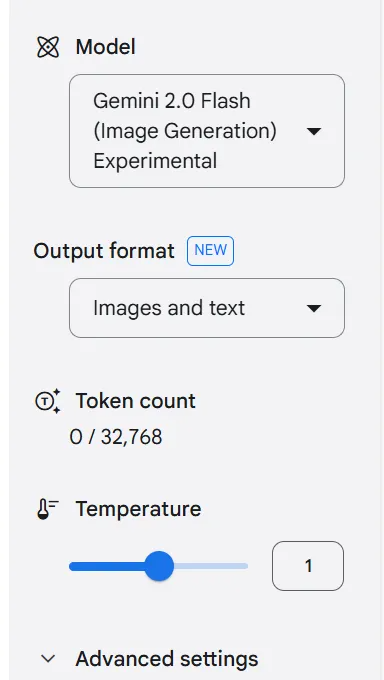 Model
Gemini 2.0 Flash
(Image Generation)
Experimental
Output format NEW
Images and text
Token count
0 / 32,768
Temperature
1
Advanced settings